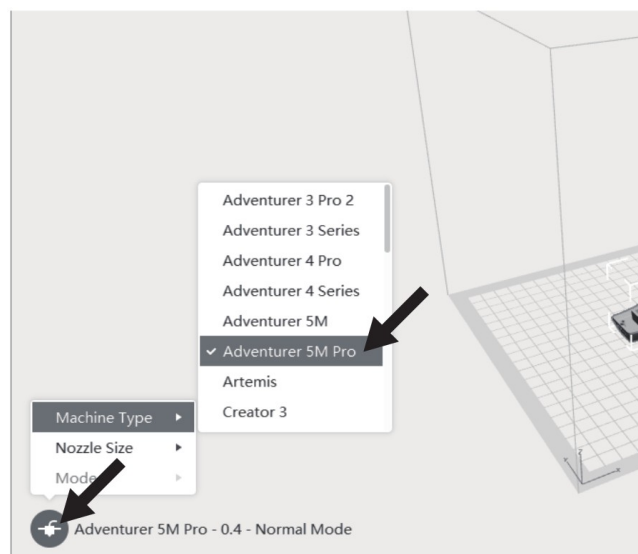 Adventurer 3 Pro 2
Adventurer 3 Series
Adventurer 4 Pro
Adventurer 4 Series
Adventurer 5M
Adventurer 5M Pro
Artemis
Creator 3
Machine Type
Nozzle Size
Mode
Adventurer 5M Pro - 0.4 - Normal Mode